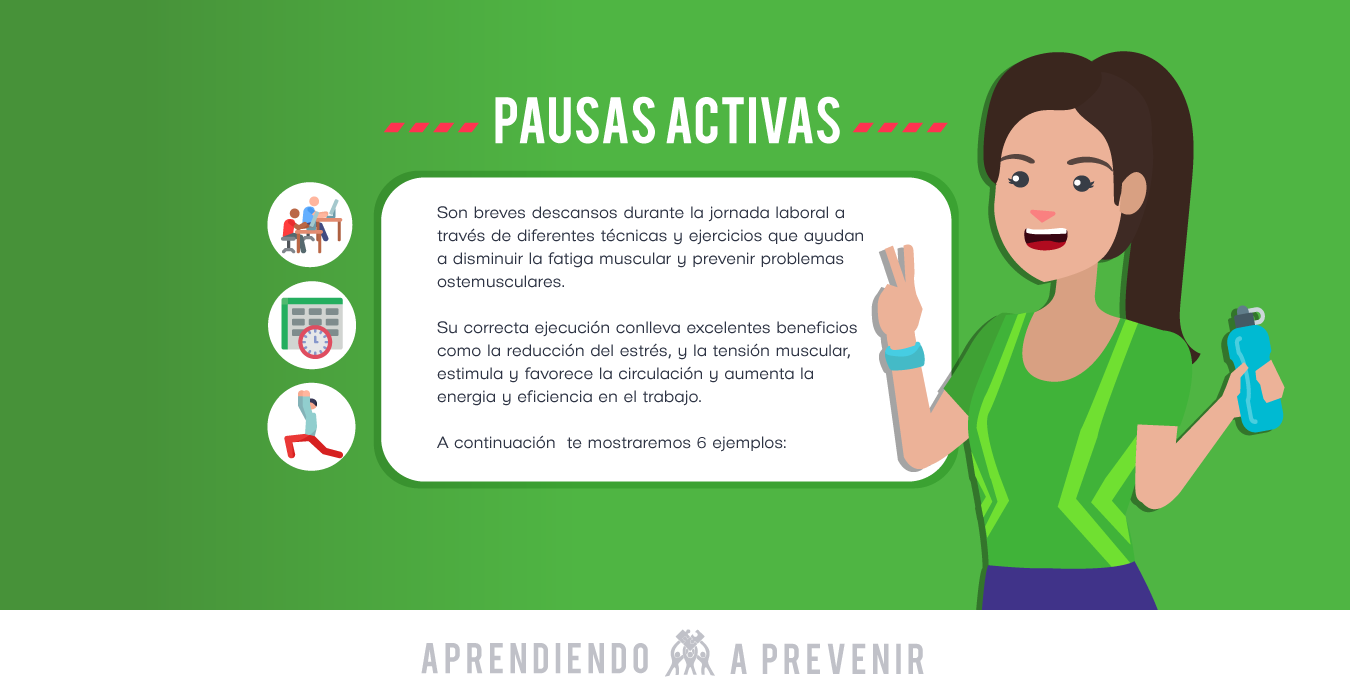 PAUSAS ACTIVAS
Son breves descansos durante la jornada laboral a
través de diferentes técnicas y ejercicios que ayudan
a disminuir la fatiga muscular y prevenir problemas
ostemusculares.
Su correcta ejecución conlleva excelentes beneficios
como la reducción del estrés, y la tensión muscular,
estimula y favorece la circulación y aumenta la
energia y eficiencia en el trabajo.
A continuación  te mostraremos 6 ejemplos:
APRENDIENDO A PREVENIR